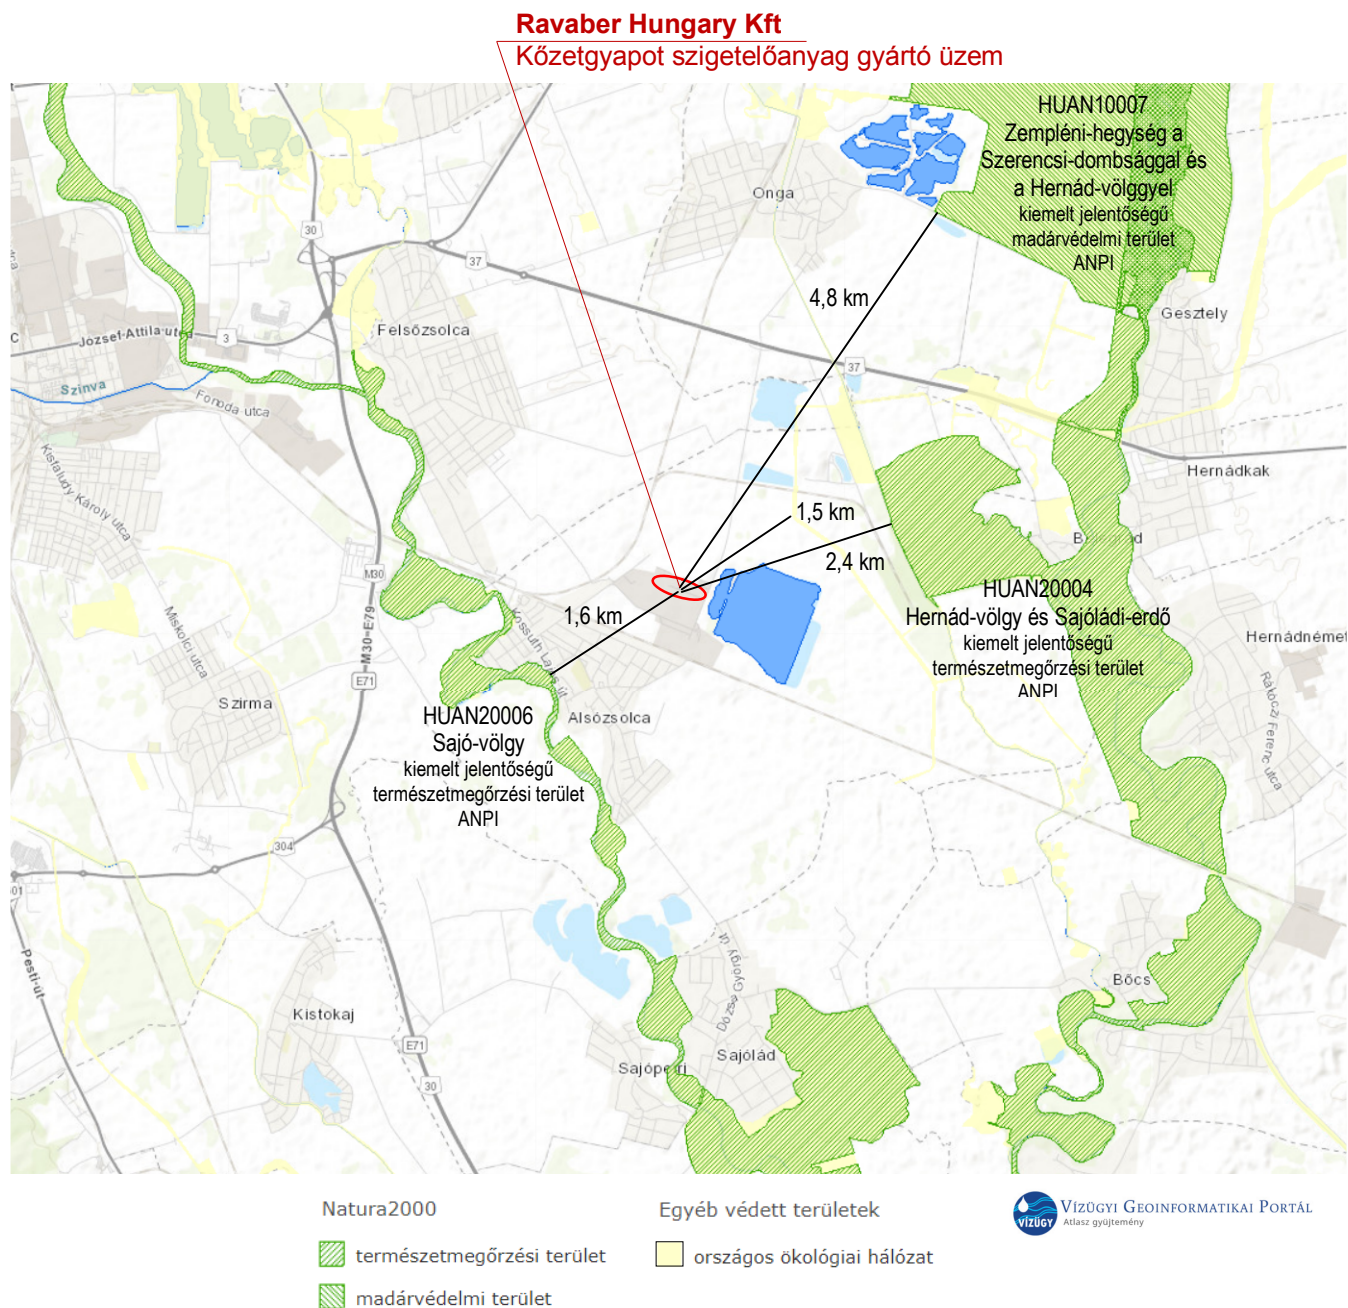 Ravaber Hungary Kft
Kőzetgyapot szigetelőanyag gyártó üzem
HUAN10007
Zempléni-hegység a
Szerencsi-dombsággal és
a Hernád-völggyel
kiemelt jelentőségű
madárvédelmi terület
ANPI
Onga
30
37
4,8 km
Gesztely
Felsőzsolca
József-Attila-utca
3
C
Szinva
37
Fonoda-utca
Kisfaludy Károly utca
Hernádkak
1,5 km
2,4 km
M30
HUAN20004
Hernád-völgy és Sajóládi-erdő
kiemelt jelentőségű
természetmegőrzési terület
ANPI
1,6 km
Kossuth Lajos út
M30-E79
Miskolci utca
Hernádnémet
E71
Szirma
Rákóczi Ferenc utca
HUAN20006
Sajó-völgy
kiemelt jelentőségű
természetmegőrzési terület
ANPI
Alsózsolca
304
Pesti-út
Dózsa György út
Bőcs
Kistokaj
E71
30
Sajólád
Sajópetri
Natura2000
természetmegőrzési terület
madárvédelmi terület
Egyéb védett területek
országos ökológiai hálózat
VÍZÜGY
VÍZÜGYI GEOINFORMATIKAI PORTÁL
Atlasz gyűjtemény